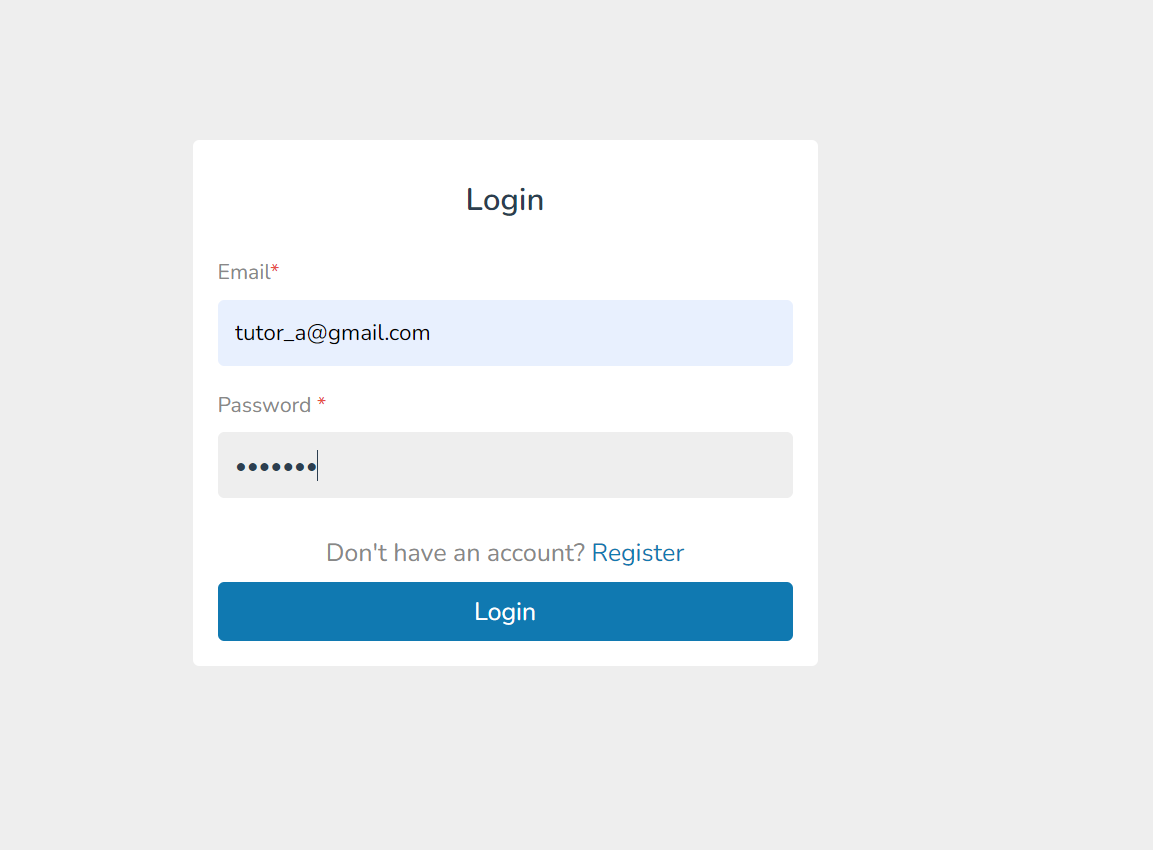 Login
Email*
tutor_a@gmail.com
Password *
•••••••
Don't have an account? Register
Login